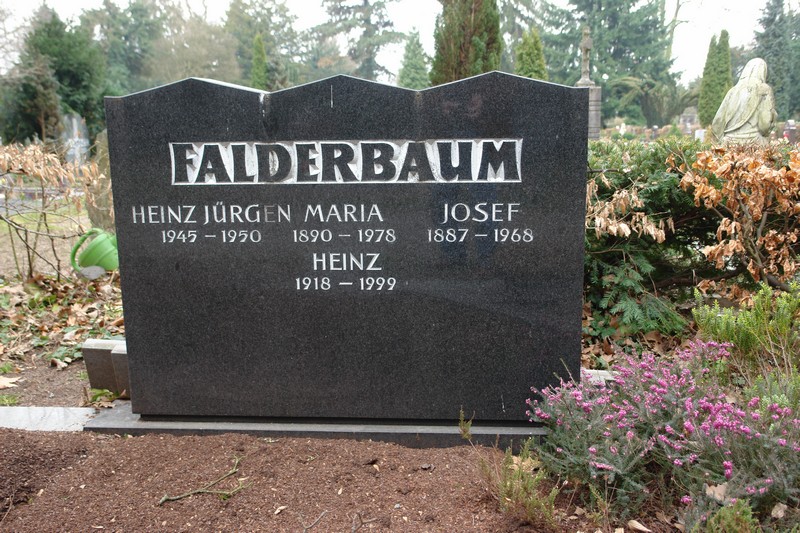 FALDERBAUM
HEINZ JÜRGEN MARIA JOSEF
1945 – 1950 1890 – 1978 1887 – 1968
HEINZ
1918 – 1999